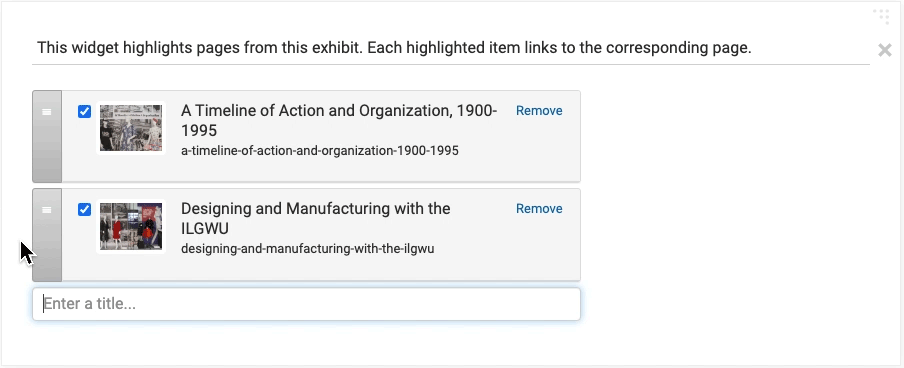 This widget highlights pages from this exhibit. Each highlighted item links to the corresponding page.
A Timeline of Action and Organization, 1900-
1995
a-timeline-of-action-and-organization-1900-1995
Remove
Designing and Manufacturing with the
ILGWU
designing-and-manufacturing-with-the-ilgwu
Remove
Enter a title...